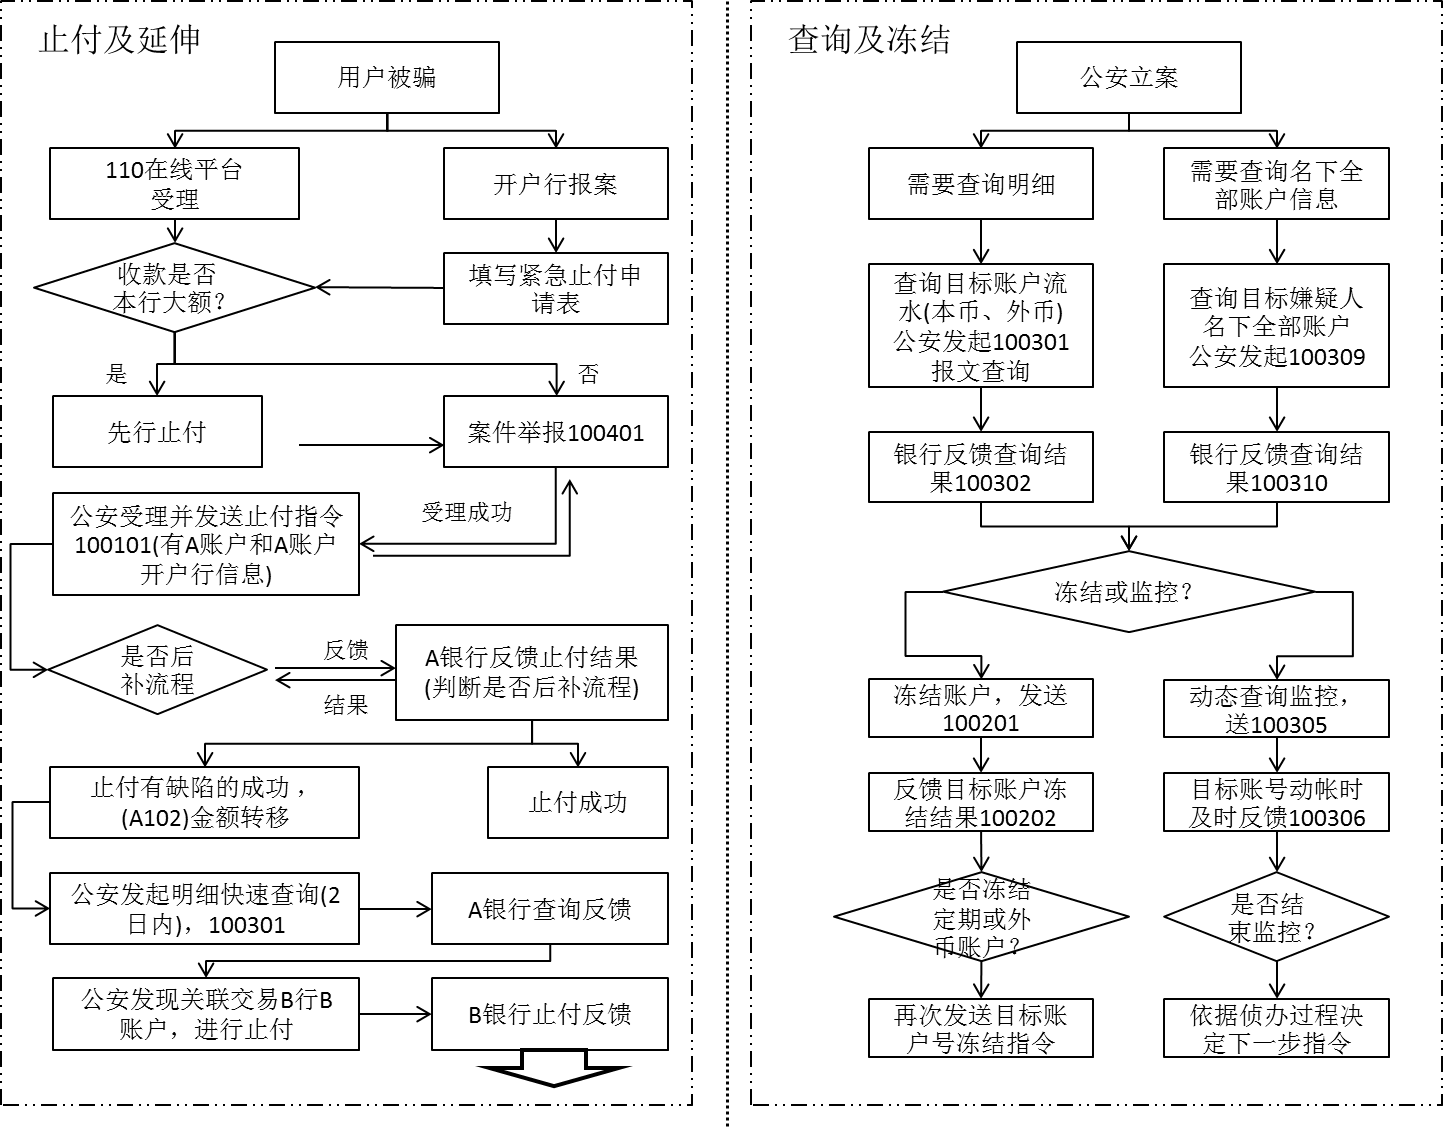 止付及延伸
用户被骗
110在线平台
受理
开户行报案
收款是否
本行大额？
填写紧急止付申
请表
是
否
先行止付
案件举报100401
公安受理并发送止付指令
100101(有A账户和A账户
开户行信息)
受理成功
是否后
补流程
反馈
结果
A银行反馈止付结果
(判断是否后补流程)
止付有缺陷的成功，
(A102)金额转移
止付成功
公安发起明细快速查询(2
日内)，100301
A银行查询反馈
公安发现关联交易B行B
账户，进行止付
B银行止付反馈
查询及冻结
公安立案
需要查询明细
需要查询名下全
部账户信息
查询目标账户流
水(本币、外币)
公安发起100301
报文查询
查询目标嫌疑人
名下全部账户
公安发起100309
银行反馈查询结
果100302
银行反馈查询结
果100310
冻结或监控？
冻结账户，发送
100201
动态查询监控，
送100305
反馈目标账户冻
结结果100202
目标账号动帐时
及时反馈100306
是否冻结
定期或外
币账户？
是否结
束监控？
再次发送目标账
户号冻结指令
依据侦办过程决
定下一步指令